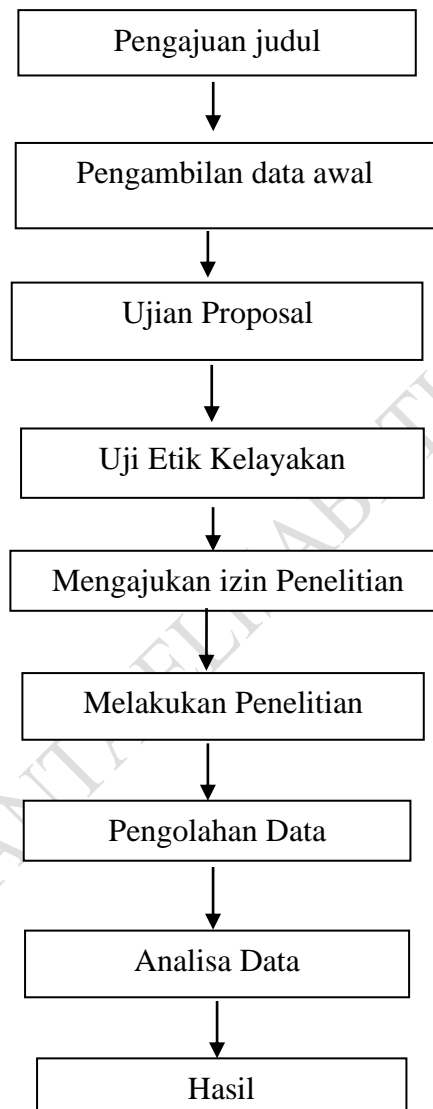 Pengajuan judul
Pengambilan data awal
Ujian Proposal
Uji Etik Kelayakan
Mengajukan izin Penelitian
Melakukan Penelitian
Pengolahan Data
Analisa Data
Hasil